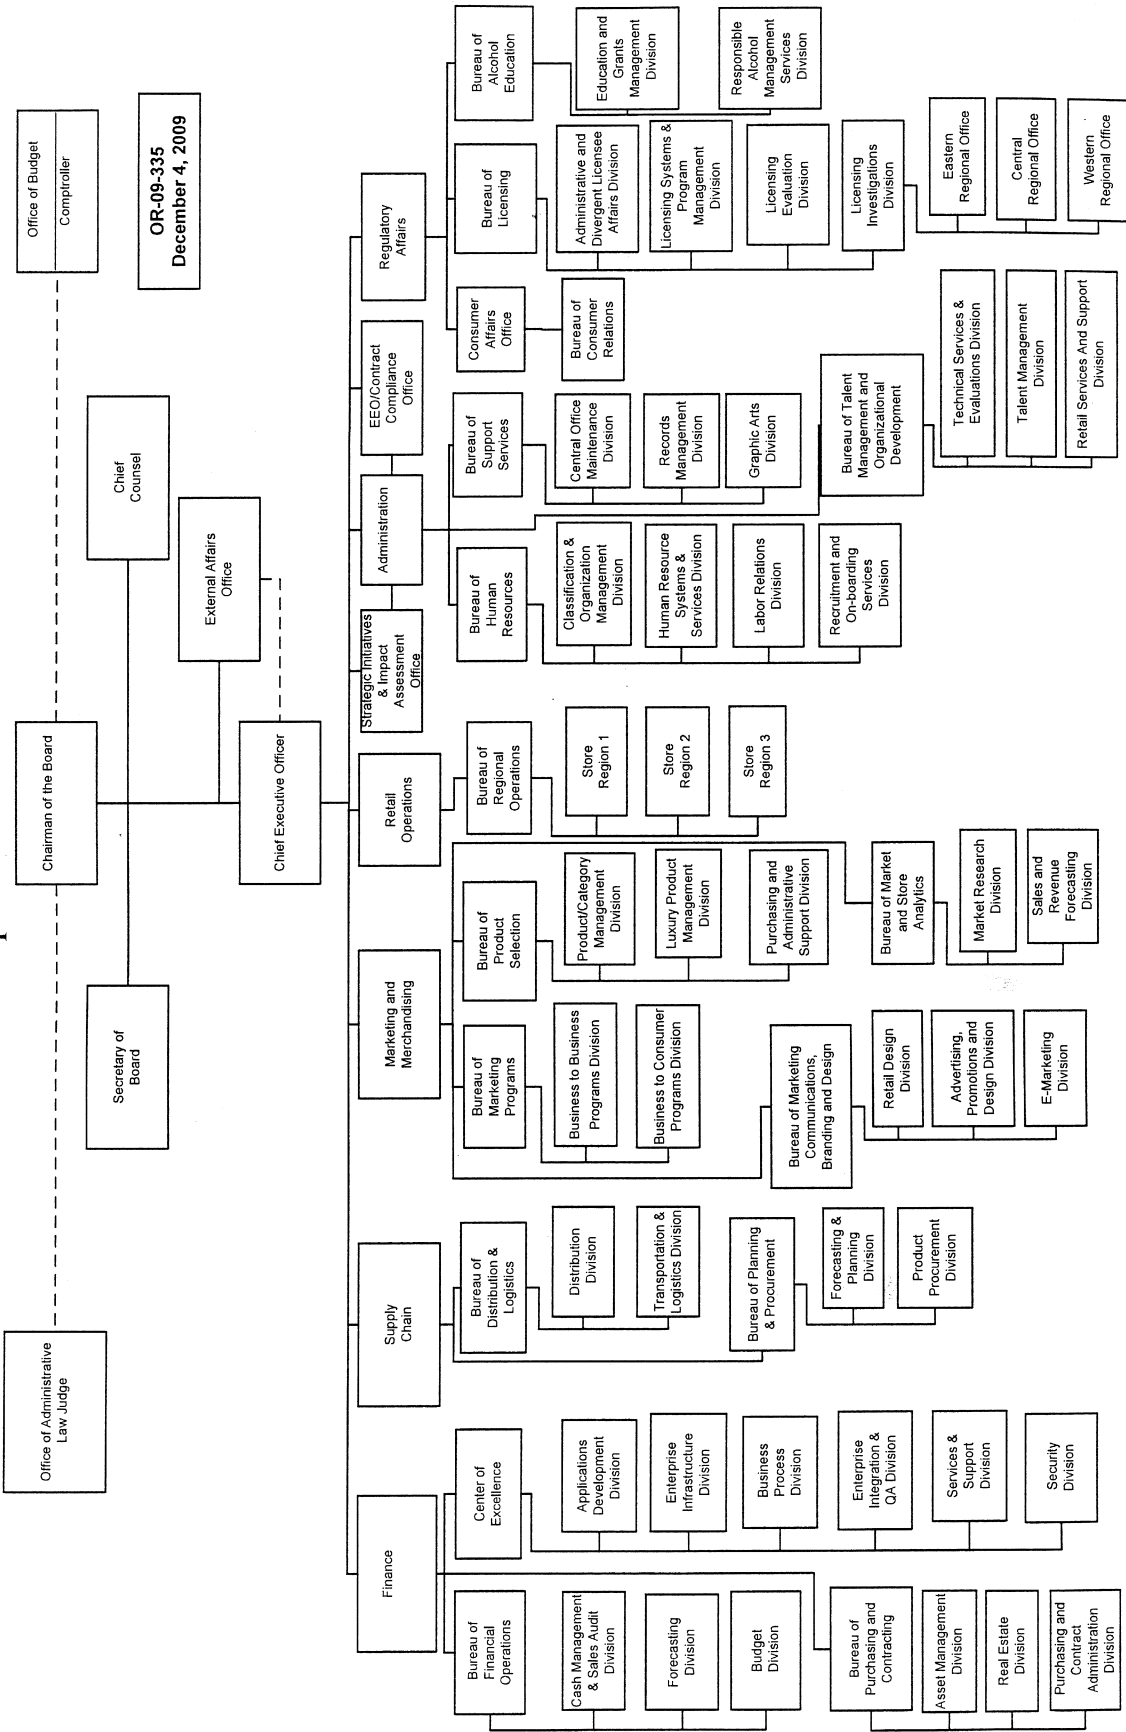 Office of Administrative
Law Judge
Chairman of the Board
Office of Budget
Comptroller
Secretary of
Board
Chief
Counsel
OR-09-335
December 4, 2009
External Affairs
Office
Chief Executive Officer
Finance
Supply
Chain
Marketing and
Merchandising
Retail
Operations
Strategic Initiatives
& Impact
Assessment
Office
Administration
EEO/Contract
Compliance
Office
Regulatory
Affairs
Bureau of
Financial
Operations
Cash Management
& Sales Audit
Division
Forecasting
Division
Budget
Division
Center of
Excellence
Applications
Development
Division
Enterprise
Infrastructure
Division
Business
Process
Division
Enterprise
Integration &
QA Division
Services &
Support
Division
Security
Division
Bureau of
Purchasing and
Contracting
Asset Management
Division
Real Estate
Division
Purchasing and
Contract
Administration
Division
Bureau of
Distribution &
Logistics
Distribution
Division
Transportation &
Logistics Division
Bureau of Planning
& Procurement
Forecasting &
Planning
Division
Product
Procurement
Division
Bureau of
Marketing
Programs
Business to Business
Programs Division
Business to Consumer
Programs Division
Bureau of
Product
Selection
Product/Category
Management
Division
Luxury Product
Management
Division
Purchasing and
Administrative
Support Division
Bureau of Marketing
Communications,
Branding and Design
Retail Design
Division
Advertising,
Promotions and
Design Division
E-Marketing
Division
Bureau of Market
and Store
Analytics
Market Research
Division
Sales and
Revenue
Forecasting
Division
Bureau of
Regional
Operations
Store
Region 1
Store
Region 2
Store
Region 3
Bureau of
Human
Resources
Classification &
Organization
Management
Division
Human Resource
Systems &
Services Division
Labor Relations
Division
Recruitment and
On-boarding
Services
Division
Bureau of
Support
Services
Central Office
Maintenance
Division
Records
Management
Division
Graphic Arts
Division
Bureau of Talent
Management and
Organizational
Development
Technical Services &
Evaluations Division
Talent Management
Division
Retail Services And Support
Division
Consumer
Affairs
Office
Bureau of
Consumer
Relations
Bureau of
Licensing
Administrative and
Divergent Licensee
Affairs Division
Licensing Systems &
Program
Management
Division
Licensing
Evaluation
Division
Licensing
Investigations
Division
Eastern
Regional Office
Central
Regional Office
Western
Regional Office
Bureau of
Alcohol
Education
Education and
Grants
Management
Division
Responsible
Alcohol
Management
Services
Division